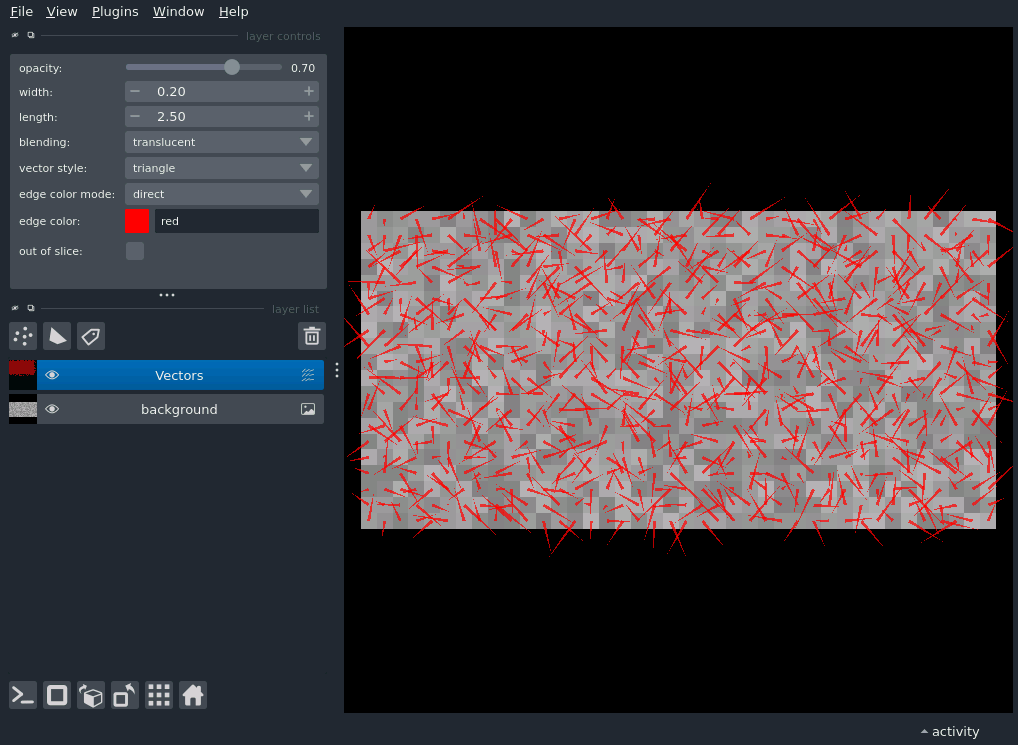 File View Plugins Window Help
layer controls
opacity: 0.70
width: 0.20
length: 2.50
blending: translucent
vector style: triangle
edge color mode: direct
edge color: red
out of slice:
layer list
Vectors
background
activity